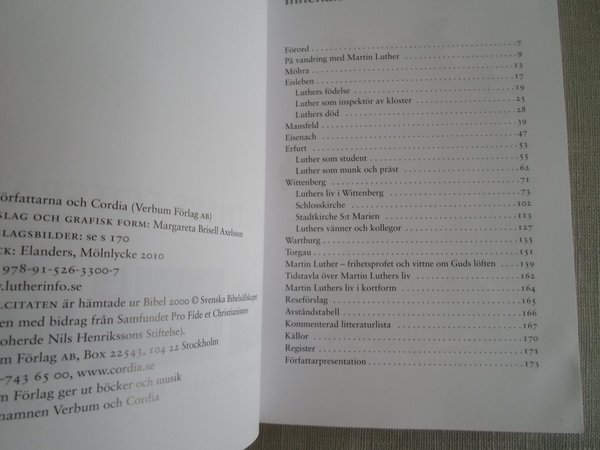 örfattarna och Cordia (Verbum Förlag AB)
SLAG OCH GRAFISK FORM: Margareta Brisell Axelsson
LAGSBILDER: SE S 170
CK: Elanders, Mölnlycke 2010
978-91-526-3300-7
.lutherinfo.se
LCITATEN är hämtade ur Bibel 2000 © Svenska Bibelsällskapet
en med bidrag från Samfundet Pro Fide et Christianismo
oherde Nils Henrikssons Stiftelse).
m Förlag AB, Box 22543, 104 22 Stockholm
-743 65 00, www.cordia.se
m Förlag ger ut böcker och musik
namnen Verbum och Cordia
Förord 7
På vandring med Martin Luther 9
Möhra 13
Eisleben 17
Luthers födelse 19
Luther som inspektör av kloster 25
Luthers död 28
Mansfeld 39
Eisenach 47
Erfurt 53
Luther som student 55
Luther som munk och präst 62
Wittenberg 71
Luthers liv i Wittenberg 73
Schlosskirche 102
Stadtkirche S:t Marien 113
Luthers vänner och kollegor 127
Wartburg 135
Torgau 151
Martin Luther – frihetsprofet och vittne om Guds löften 159
Tidstavla över Martin Luthers liv 162
Martin Luthers liv i kortform 164
Reseförslag 165
Avståndstabell 166
Kommenterad litteraturlista 167
Källor 170
Register 171
Författarpresentation 173